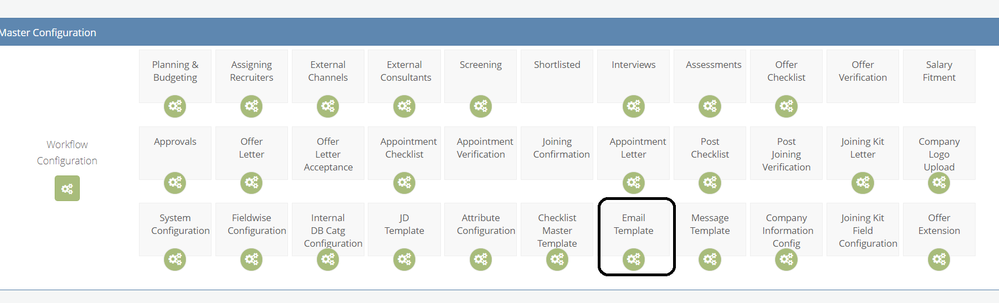 Master Configuration
Planning &
Budgeting
Assigning
Recruiters
External
Channels
External
Consultants
Screening
Shortlisted
Interviews
Assessments
Offer
Checklist
Offer
Verification
Salary
Fitment
Workflow
Configuration
Approvals
Offer
Letter
Offer
Letter
Acceptance
Appointment
Checklist
Appointment
Verification
Joining
Confirmation
Appointment
Letter
Post
Checklist
Post
Joining
Verification
Joining Kit
Letter
Company
Logo
Upload
System
Configuration
Fieldwise
Configuration
Internal
DB Catg
Configuration
JD
Template
Attribute
Configuration
Checklist
Master
Template
Email
Template
Message
Template
Company
Information
Config
Joining Kit
Field
Configuration
Offer
Extension